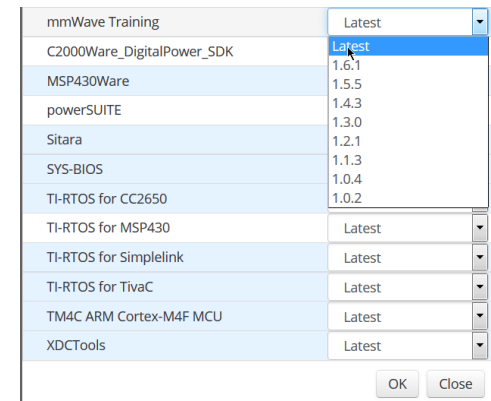 mmWave Training Latest
C2000Ware_DigitalPower_SDK Latest
MSP430Ware 1.6.1
1.5.5
powerSUITE 1.4.3
1.3.0
Sitara 1.2.1
SYS-BIOS 1.1.3
1.0.4
TI-RTOS for CC2650 1.0.2
TI-RTOS for MSP430 Latest
TI-RTOS for Simplelink Latest
TI-RTOS for TivaC Latest
TM4C ARM Cortex-M4F MCU Latest
XDCTools Latest
OK Close